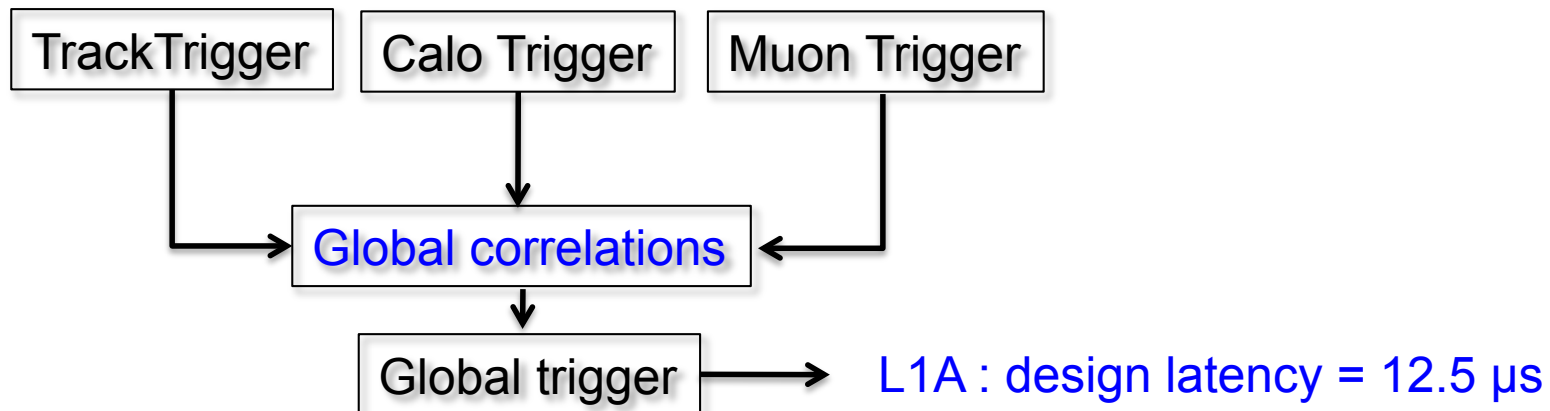 TrackTrigger
Calo Trigger
Muon Trigger
Global correlations
Global trigger
L1A : design latency = 12.5 µs